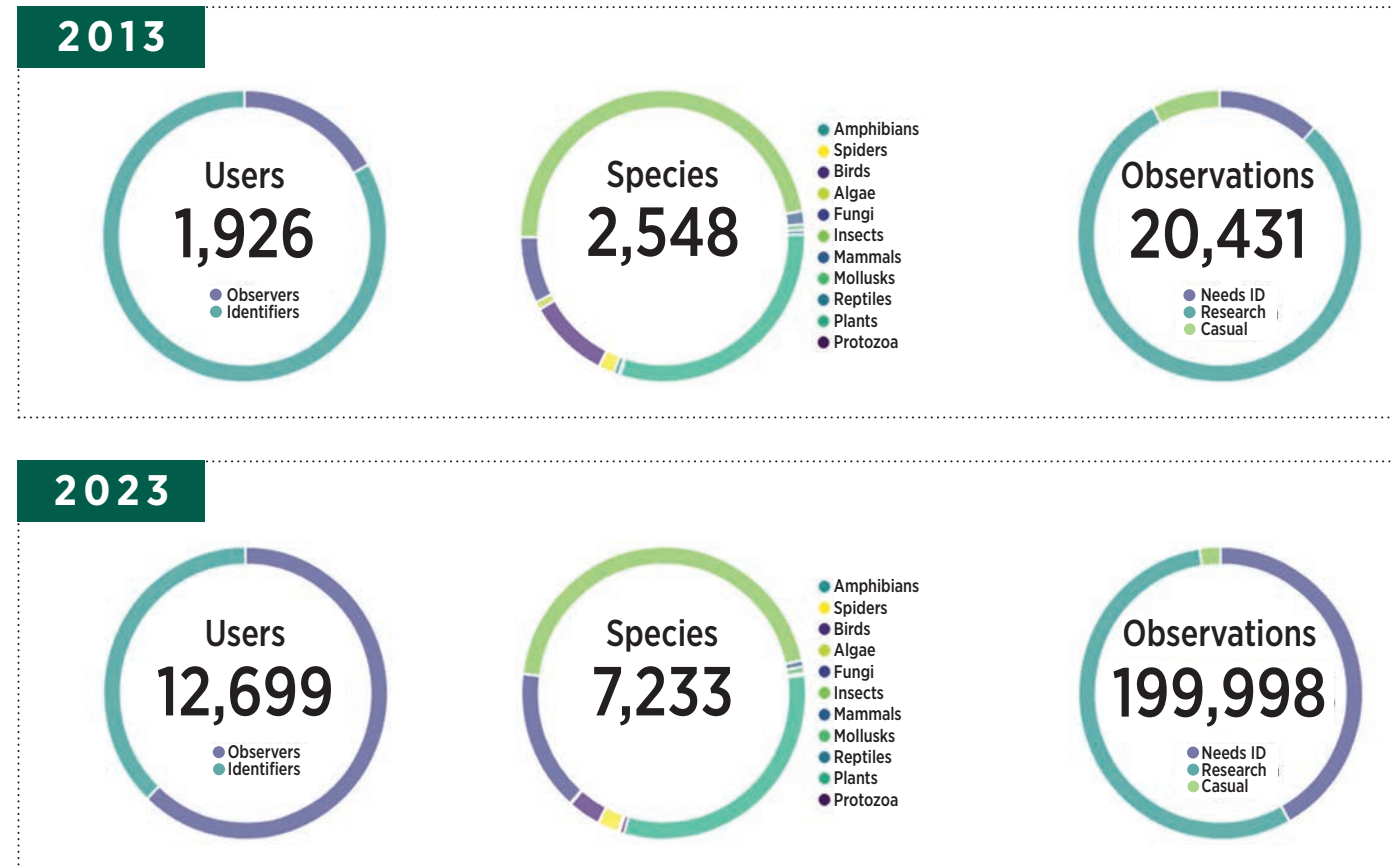 2013
Users
1,926
Observers
Identifiers
Species
2,548
Amphibians
Spiders
Birds
Algae
Fungi
Insects
Mammals
Mollusks
Reptiles
Plants
Protozoa
Observations
20,431
Needs ID
Research
Casual
2023
Users
12,699
Observers
Identifiers
Species
7,233
Amphibians
Spiders
Birds
Algae
Fungi
Insects
Mammals
Mollusks
Reptiles
Plants
Protozoa
Observations
199,998
Needs ID
Research
Casual